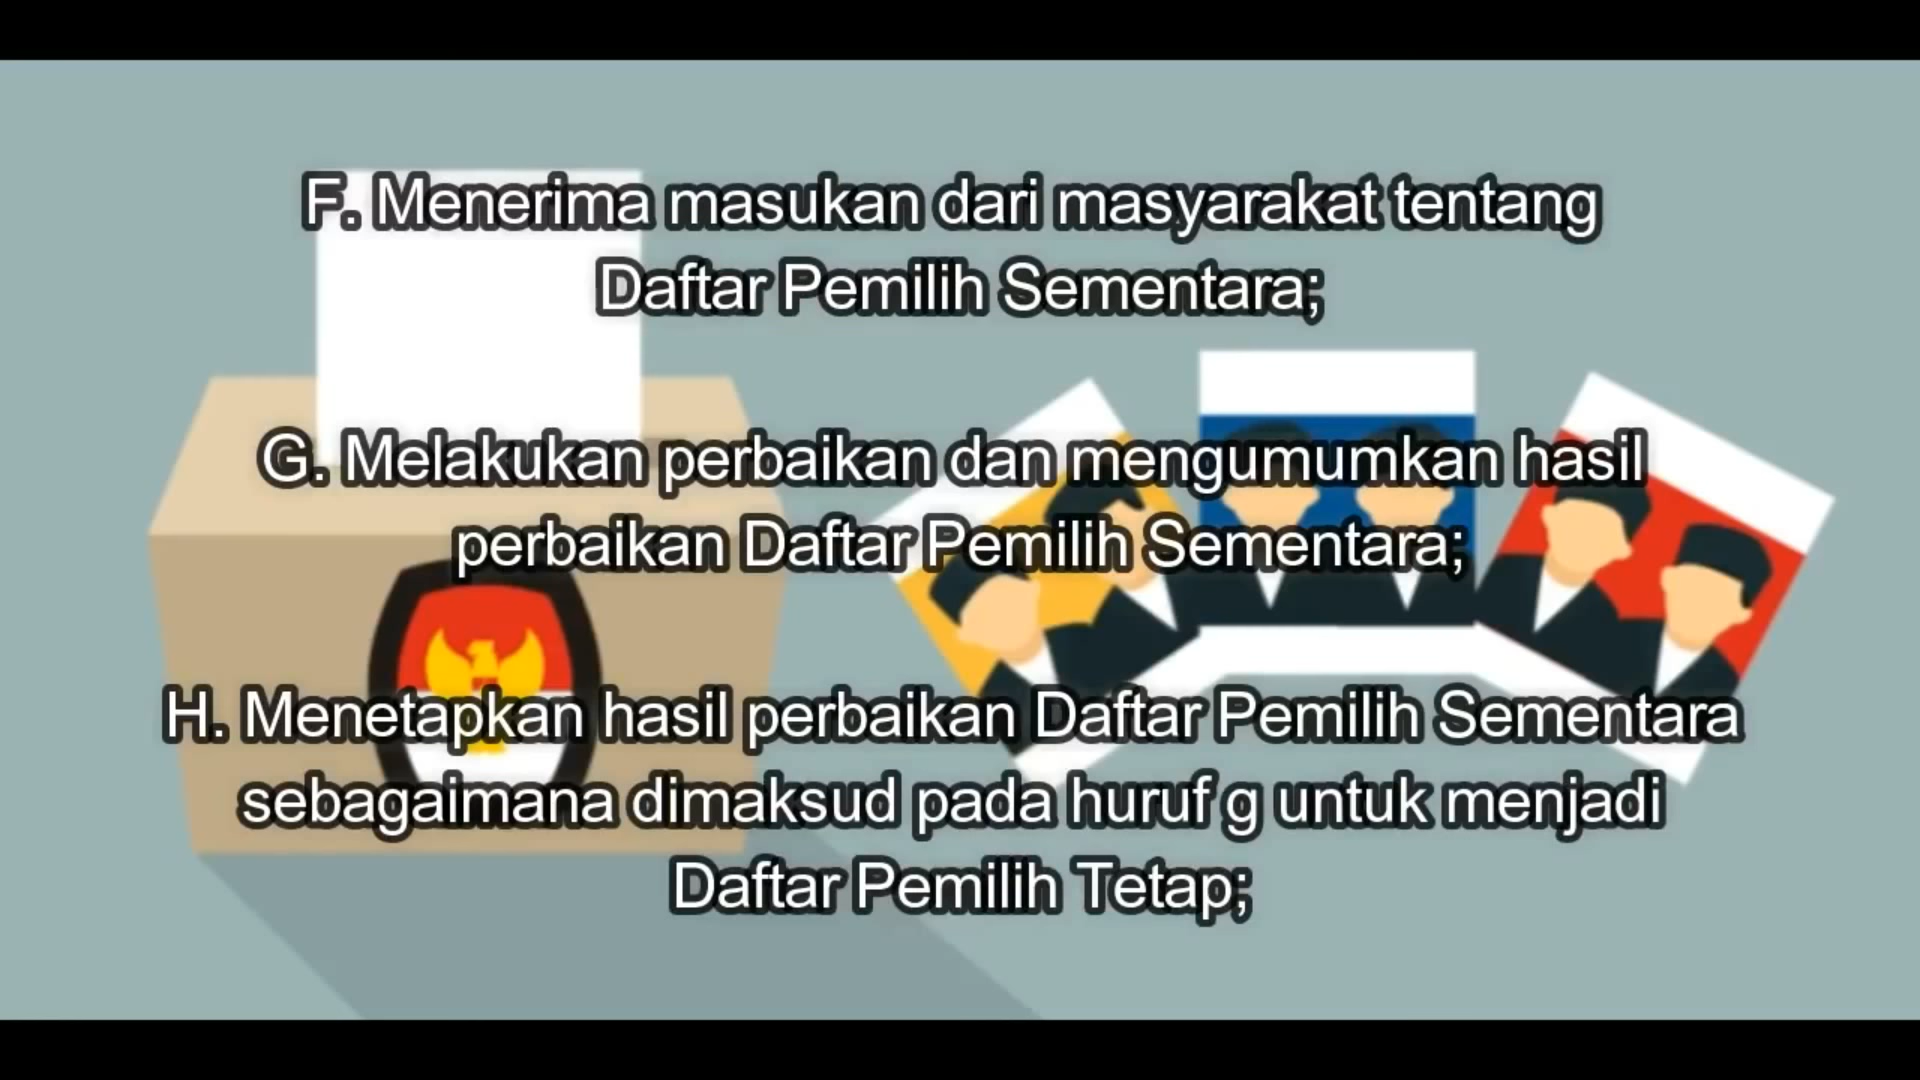 F. Menerima masukan dari masyarakat tentang
Daftar Pemilih Sementara;
G. Melakukan perbaikan dan mengumumkan hasil
perbaikan Daftar Pemilih Sementara;
H. Menetapkan hasil perbaikan Daftar Pemilih Sementara
sebagaimana dimaksud pada huruf g untuk menjadi
Daftar Pemilih Tetap;